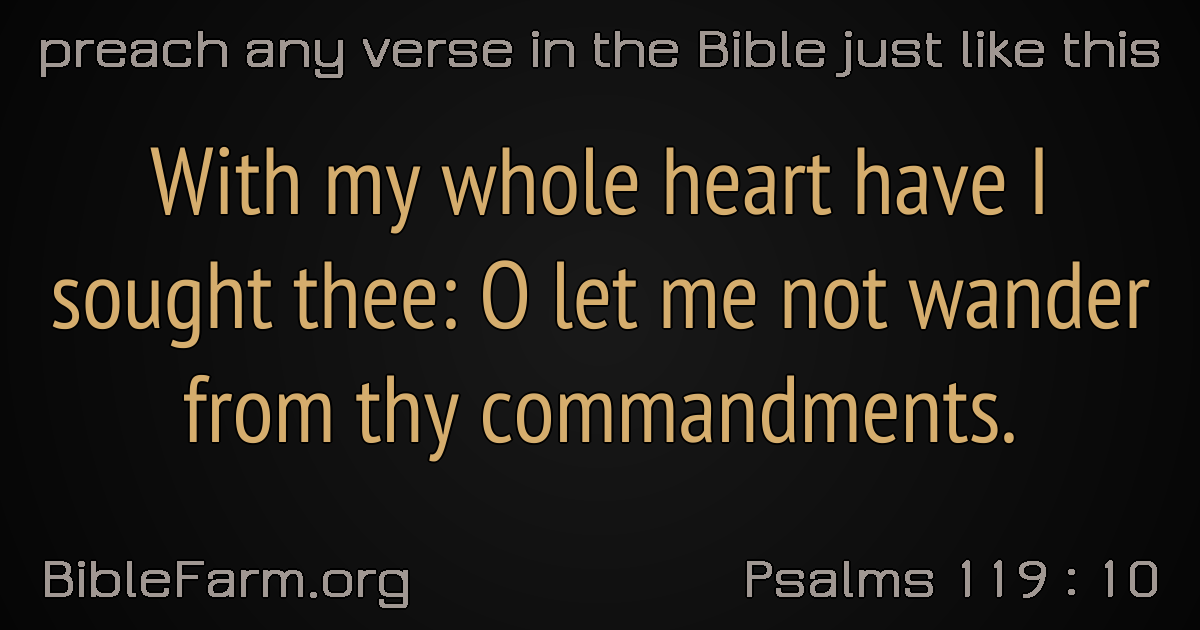 preach any verse in the Bible just like this
With my whole heart have I
sought thee: O let me not wander
from thy commandments.
BibleFarm.org
Psalms 119 : 10